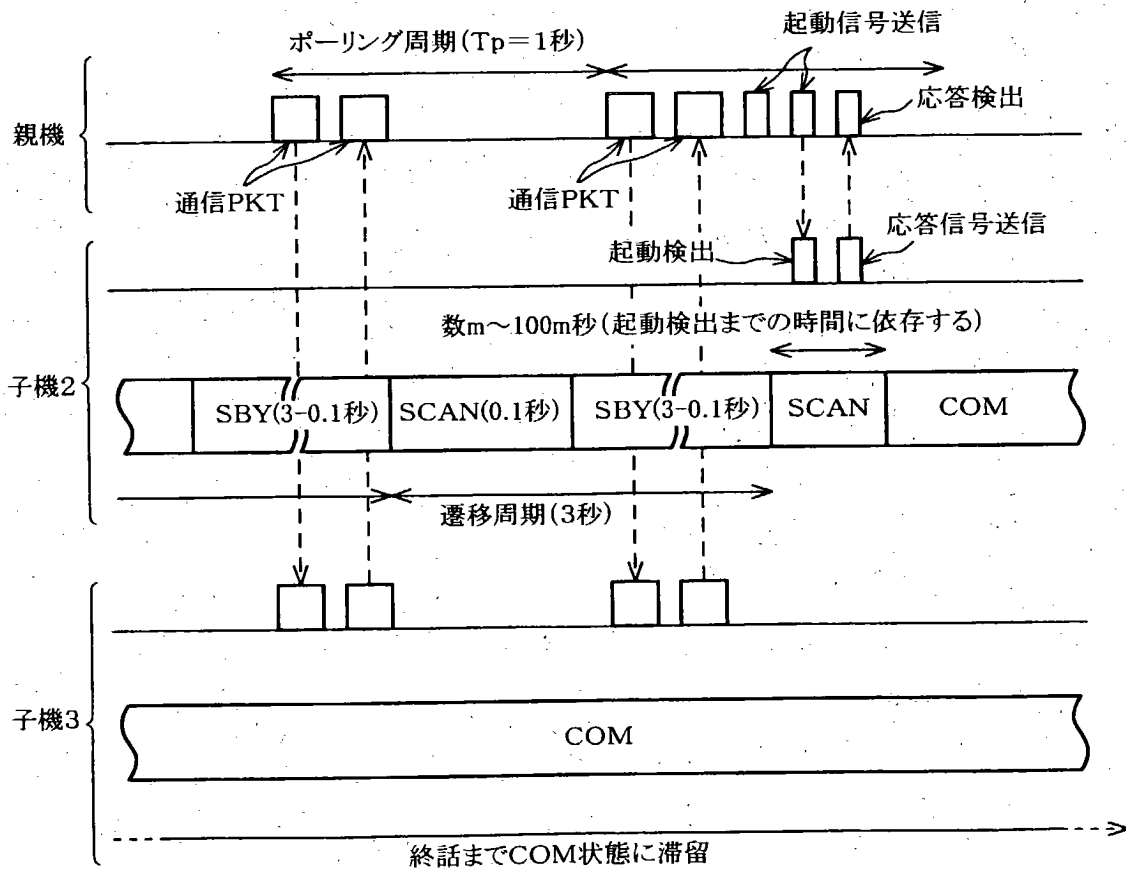 起動信号送信
ポーリング周期(Tp＝1秒)
応答検出
親機
通信PKT
通信PKT
応答信号送信
起動検出
数m～100m秒(起動検出までの時間に依存する)
子機2
SBY(3-0.1秒)
SCAN(0.1秒)
SBY(3-0.1秒)
SCAN
COM
遷移周期(3秒)
子機3
COM
終話までCOM状態に滞留